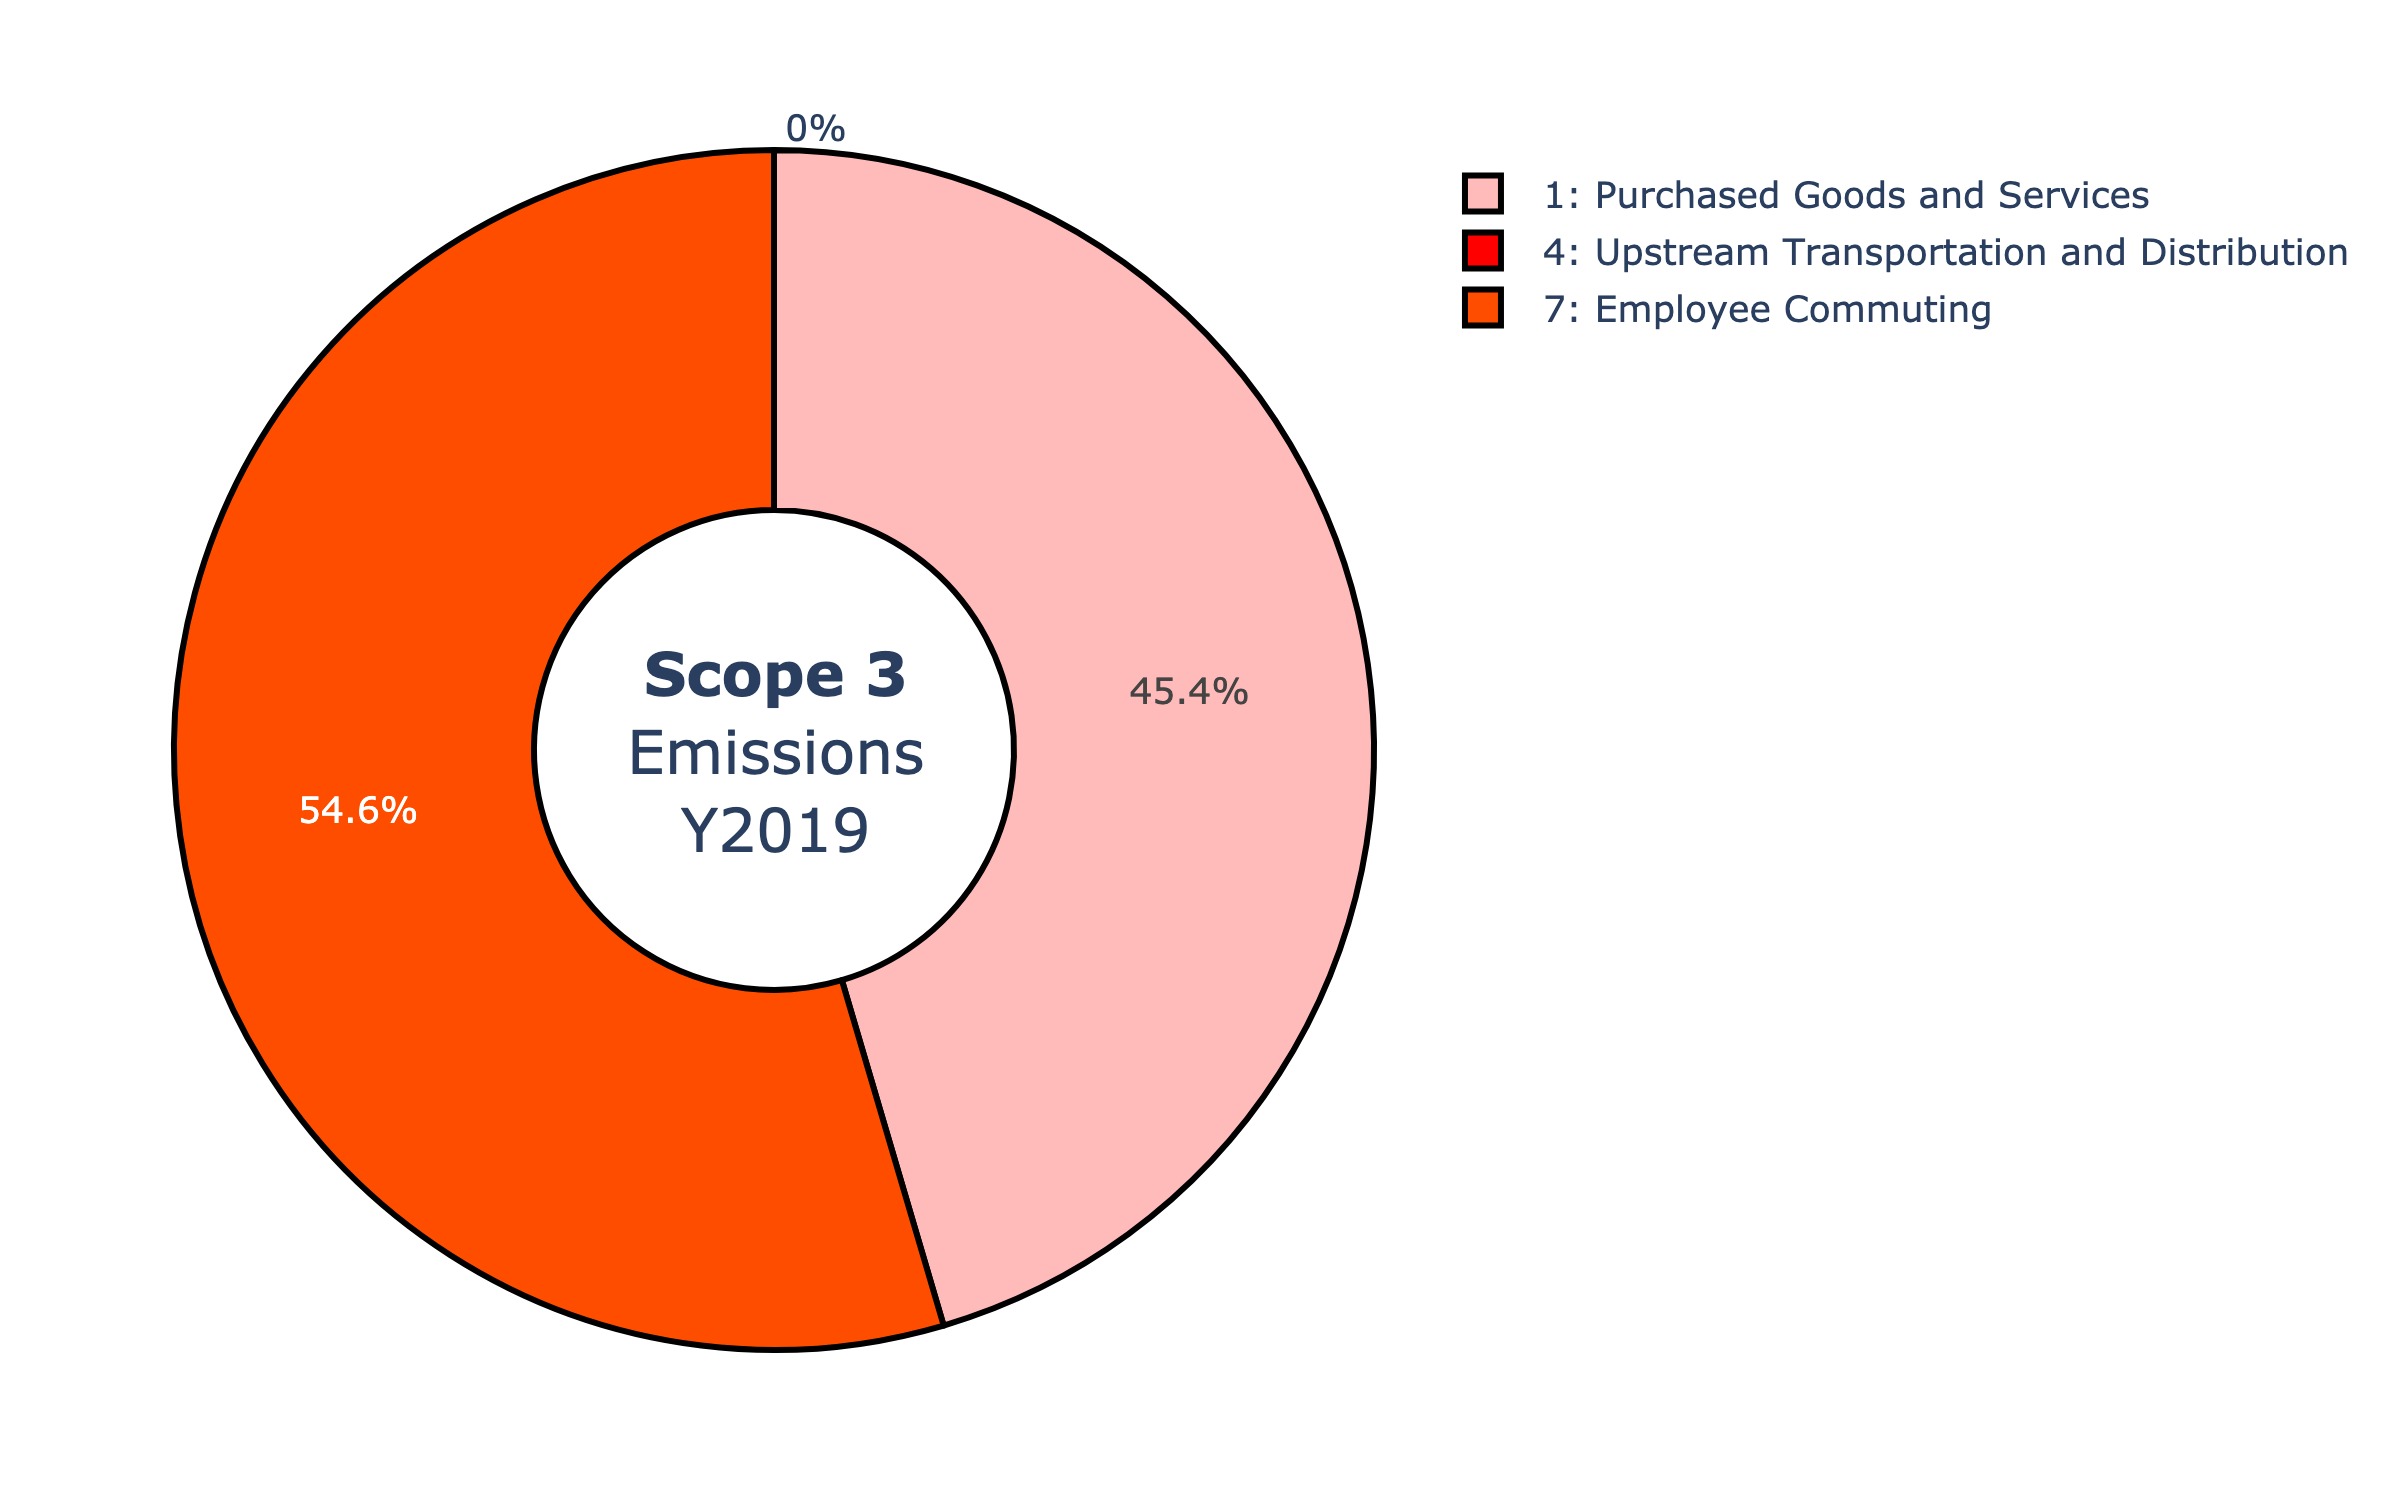 0%
1: Purchased Goods and Services
4: Upstream Transportation and Distribution
7: Employee Commuting
Scope 3
Emissions
Y2019
45.4%
54.6%